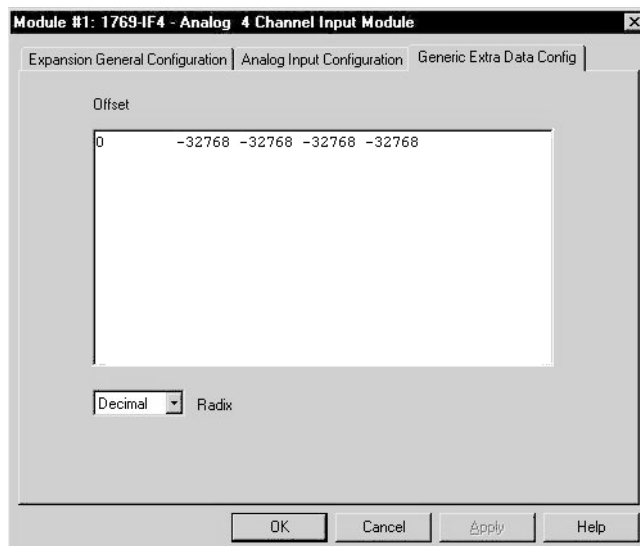 Module #1: 1769-IF4 - Analog 4 Channel Input Module
Expansion General Configuration Analog Input Configuration Generic Extra Data Config
Offset
0 -32768 -32768 -32768 -32768
Decimal Radix
OK Cancel Apply Help